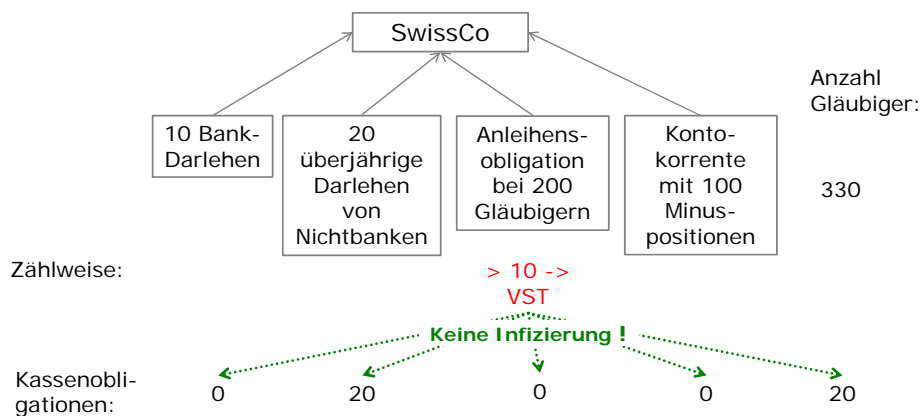 SwissCo
Anzahl
Gläubiger:
10 Bank-
Darlehen
20
überjährige
Darlehen
von
Nichtbanken
Anleihens-
obligation
bei 200
Gläubigern
Konto-
korrente
mit 100
Minus-
positionen
330
Zählweise:
> 10 ->
VST
Keine Infizierung !
Kassenobli-
gationen:
0 20 0 0 20